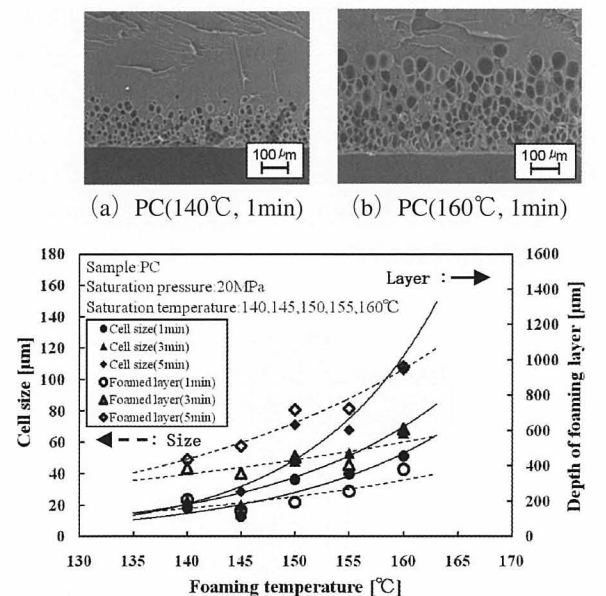 100 μm
100 μm
(a) PC(140℃, 1min)
(b) PC(160℃, 1min)
Sample:PC
Saturation pressure:20MPa
Saturation temperature:140,145,150,155,160℃
Layer :
Cell size(1min)
Cell size(3min)
Cell size(5min)
Foamed layer(1min)
Foamed layer(3min)
Foamed layer(5min)
: Size
180
160
140
120
100
80
60
40
20
0
Cell size [μm]
1600
1400
1200
1000
800
600
400
200
0
Depth of foaming layer [μm]
130 135 140 145 150 155 160 165 170
Foaming temperature [℃]